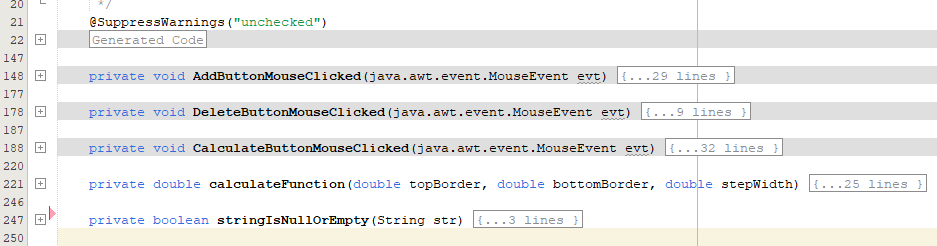 20 */
21 @SuppressWarnings("unchecked")
22 Generated Code
147
148 private void AddButtonMouseClicked(java.awt.event.MouseEvent evt) {...29 lines }
177
178 private void DeleteButtonMouseClicked(java.awt.event.MouseEvent evt) {...9 lines }
187
188 private void CalculateButtonMouseClicked(java.awt.event.MouseEvent evt) {...32 lines }
220
221 private double calculateFunction(double topBorder, double bottomBorder, double stepWidth) {...25 lines }
246
247 private boolean stringIsNullOrEmpty(String str) {...3 lines }
250